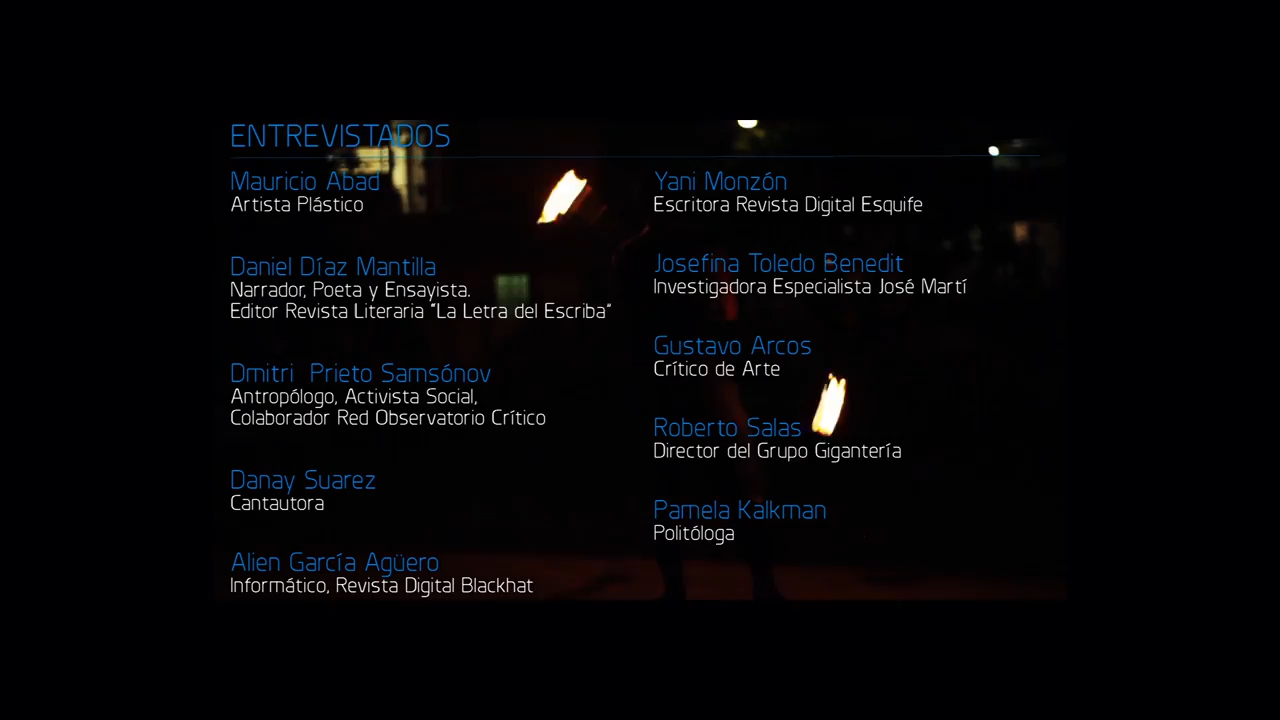 ENTREVISTADOS
Mauricio Abad
Artista Plástico
Daniel Díaz Mantilla
Narrador, Poeta y Ensayista.
Editor Revista Literaria "La Letra del Escriba"
Dmitri Prieto Samsónov
Antropólogo, Activista Social,
Colaborador Red Observatorio Crítico
Danay Suarez
Cantautora
Alien García Agüero
Informático, Revista Digital Blackhat
Yani Monzón
Escritora Revista Digital Esquife
Josefina Toledo Benedit
Investigadora Especialista José Martí
Gustavo Arcos
Crítico de Arte
Roberto Salas
Director del Grupo Gigantería
Pamela Kalkman
Politóloga